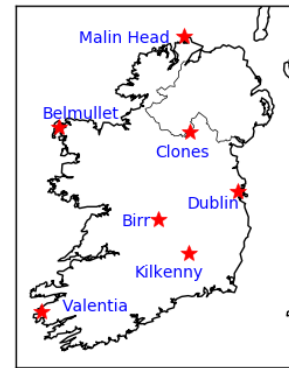 Malin Head
Belmullet
Clones
Dublin
Birr
Kilkenny
Valentia